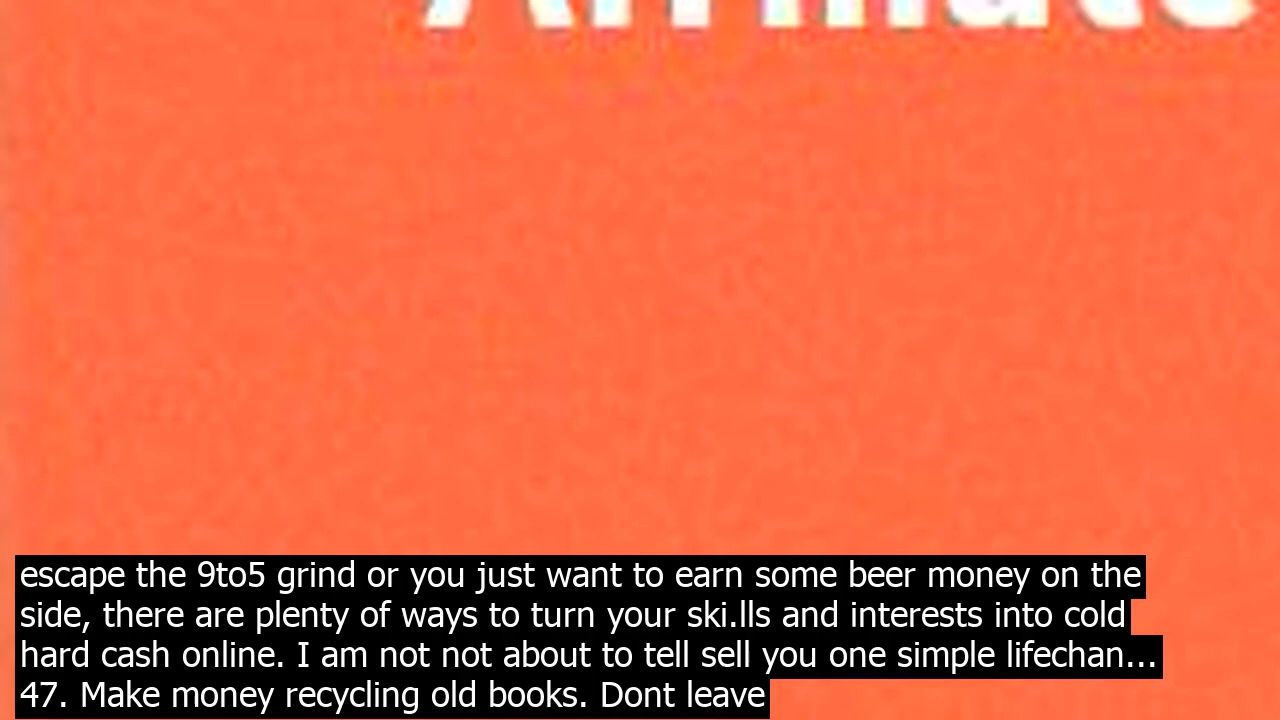 escape the 9to5 grind or you just want to earn some beer money on the
side, there are plenty of ways to turn your ski.lls and interests into cold
hard cash online. I am not not about to tell sell you one simple lifechan...
47. Make money recycling old books. Dont leave